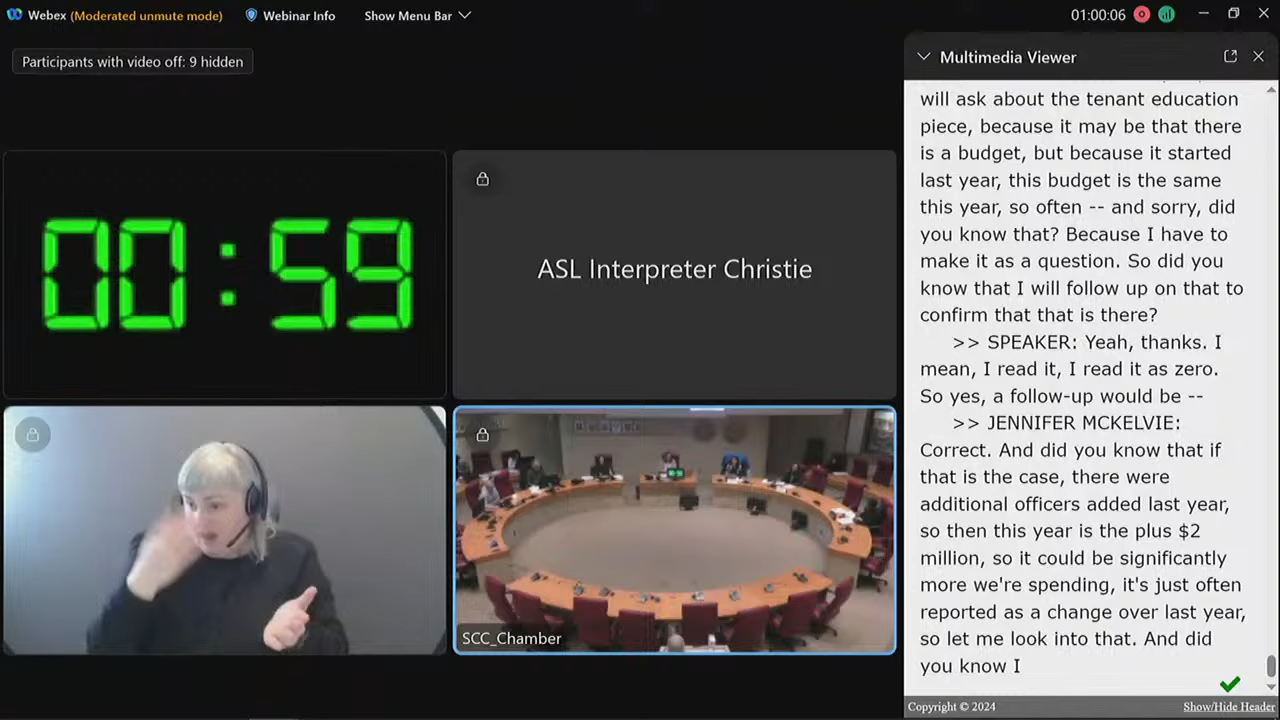 Webex (Moderated unmute mode) Webinar Info Show Menu Bar 01:00:06
Participants with video off: 9 hidden
00:59
ASL Interpreter Christie
SCC_Chamber
Multimedia Viewer
will ask about the tenant education
piece, because it may be that there
is a budget, but because it started
last year, this budget is the same
this year, so often -- and sorry, did
you know that? Because I have to
make it as a question. So did you
know that I will follow up on that to
confirm that that is there?
>> SPEAKER: Yeah, thanks. I
mean, I read it, I read it as zero.
So yes, a follow-up would be --
>> JENNIFER MCKELVIE:
Correct. And did you know that if
that is the case, there were
additional officers added last year,
so then this year is the plus $2
million, so it could be significantly
more we're spending, it's just often
reported as a change over last year,
so let me look into that. And did
you know I
Copyright © 2024 Show/Hide Header